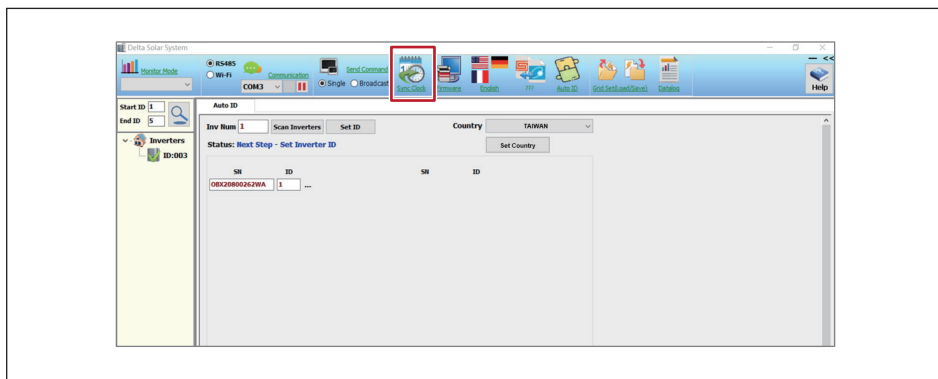 Delta Solar System
Monitor Mode
RS485
Wi-Fi
Communication
COM3
Send Command
Single Broadcast
Sync Clock
Firmware
English
???
Auto ID
Grid Set(Load/Save)
Datalog
<<
Help
Start ID 1
End ID 5
Inverters
ID:003
Auto ID
Inv Num 1 Scan Inverters Set ID Country TAIWAN
Status: Next Step - Set Inverter ID Set Country
SN ID SN ID
O8X20800262WA 1 ...